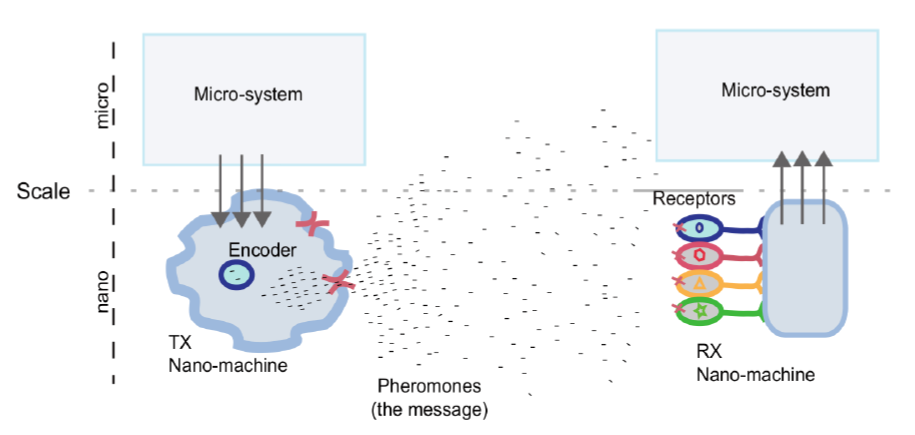 micro
Micro-system
Micro-system
Scale
Receptors
Encoder
nano
TX
Nano-machine
RX
Nano-machine
Pheromones
(the message)